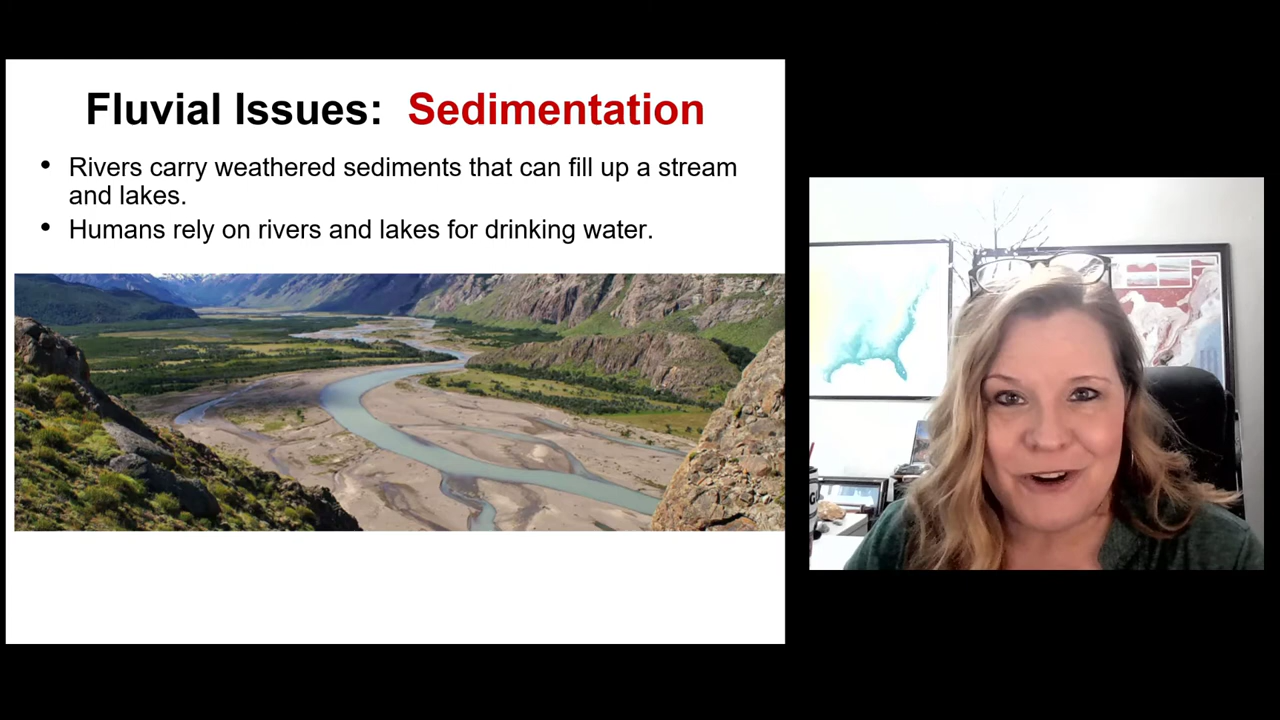 Fluvial Issues: Sedimentation
• Rivers carry weathered sediments that can fill up a stream
and lakes.
• Humans rely on rivers and lakes for drinking water.